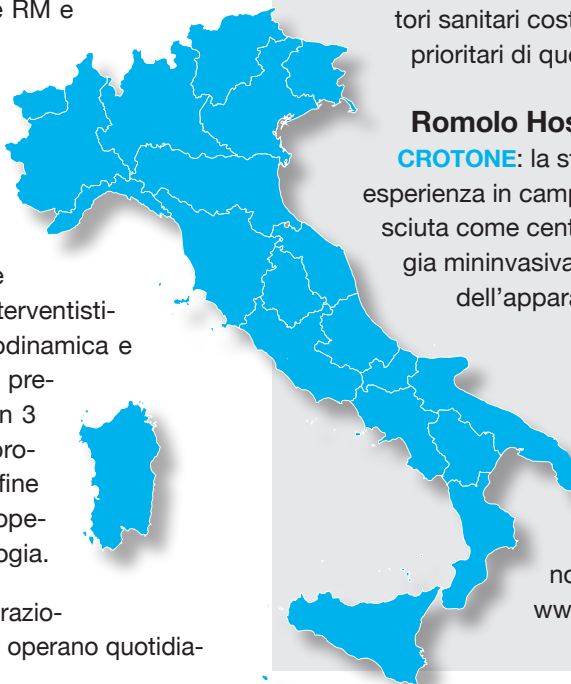 e RM e
e
terventisti-
odinamica e
pre-
n 3
pro-
fine
ope-
ogia.
razio-
operano quotidia-
tori sanitari cost
prioritari di que
Romolo Hos
CROTONE: la st
esperienza in camp
sciuta come cent
gia mininvasiva
dell'appara
no
ww